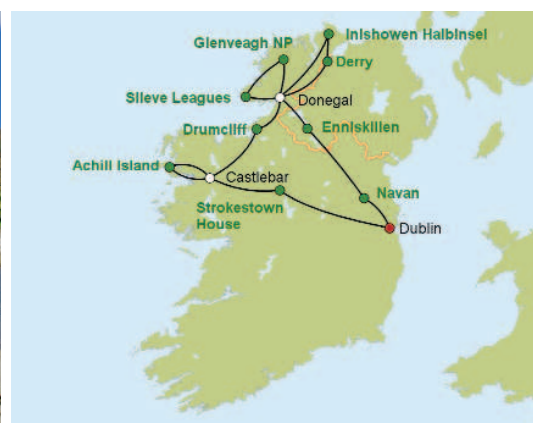 Inishowen Halbinsel
Glenveagh NP
Derry
Slieve Leagues
Donegal
Drumcliff
Enniskillen
Achill Island
Castlebar
Strokestown
House
Navan
Dublin